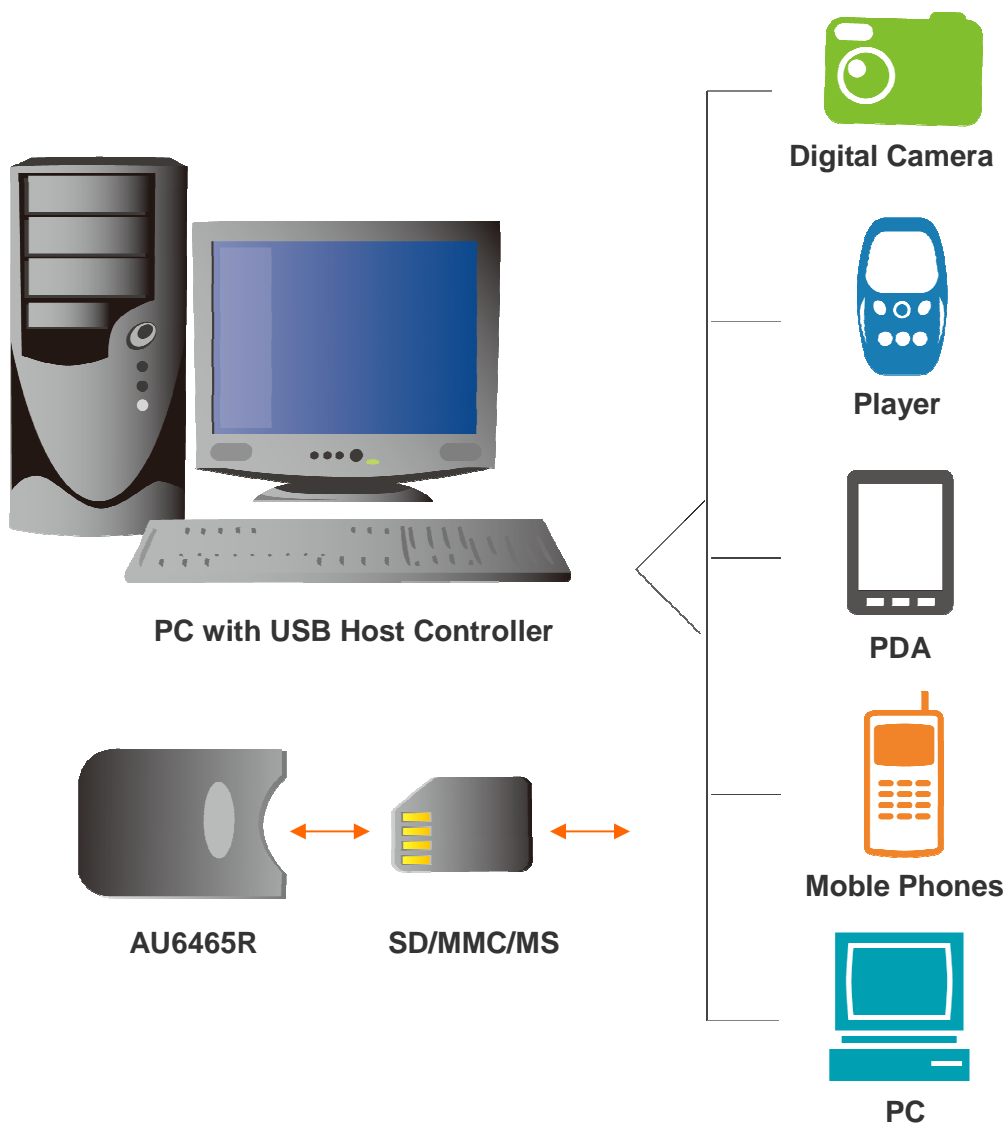 Digital Camera
Player
PC with USB Host Controller
PDA
Moble Phones
AU6465R
SD/MMC/MS
PC